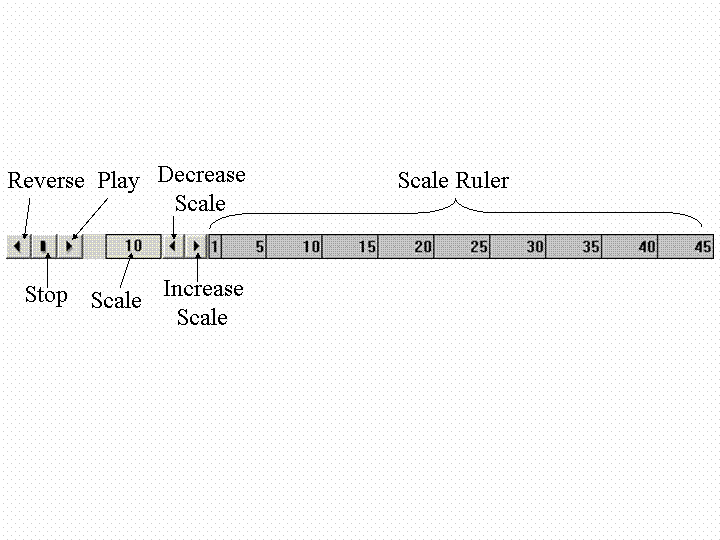 Reverse Play Decrease Scale Scale Ruler
10 1 5 10 15 20 25 30 35 40 45
Stop Scale Increase Scale